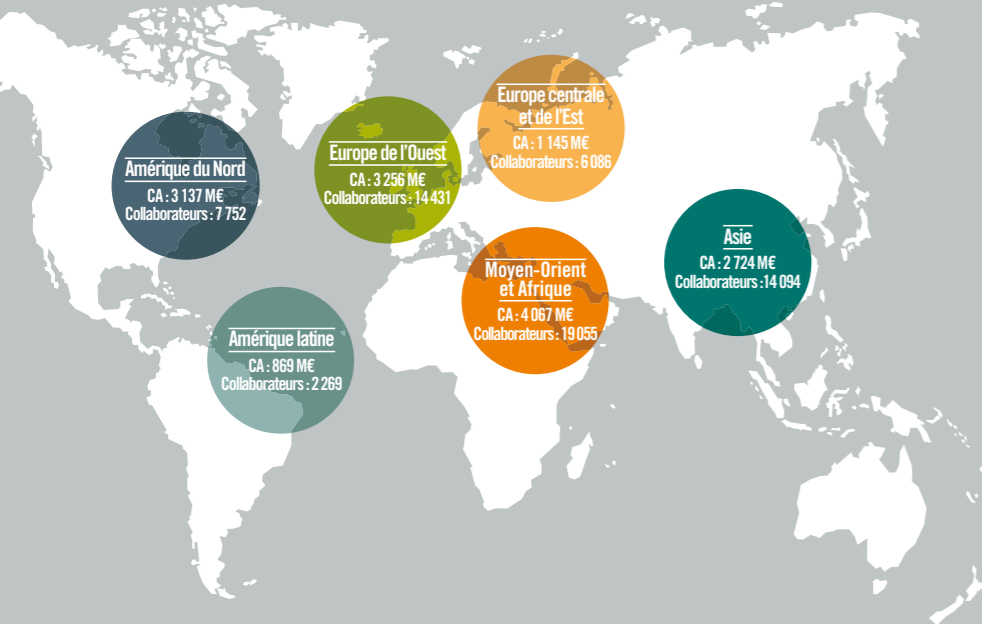 Europe centrale
et de l'Est
CA : 1 145 M€
Collaborateurs : 6 086
Europe de l'Ouest
CA : 3 256 M€
Collaborateurs : 14 431
Amérique du Nord
CA : 3 137 M€
Collaborateurs : 7 752
Asie
CA : 2 724 M€
Collaborateurs :14 094
Moyen-Orient
et Afrique
CA : 4 067 M€
Collaborateurs : 19 055
Amérique latine
CA : 869 M€
Collaborateurs : 2 269